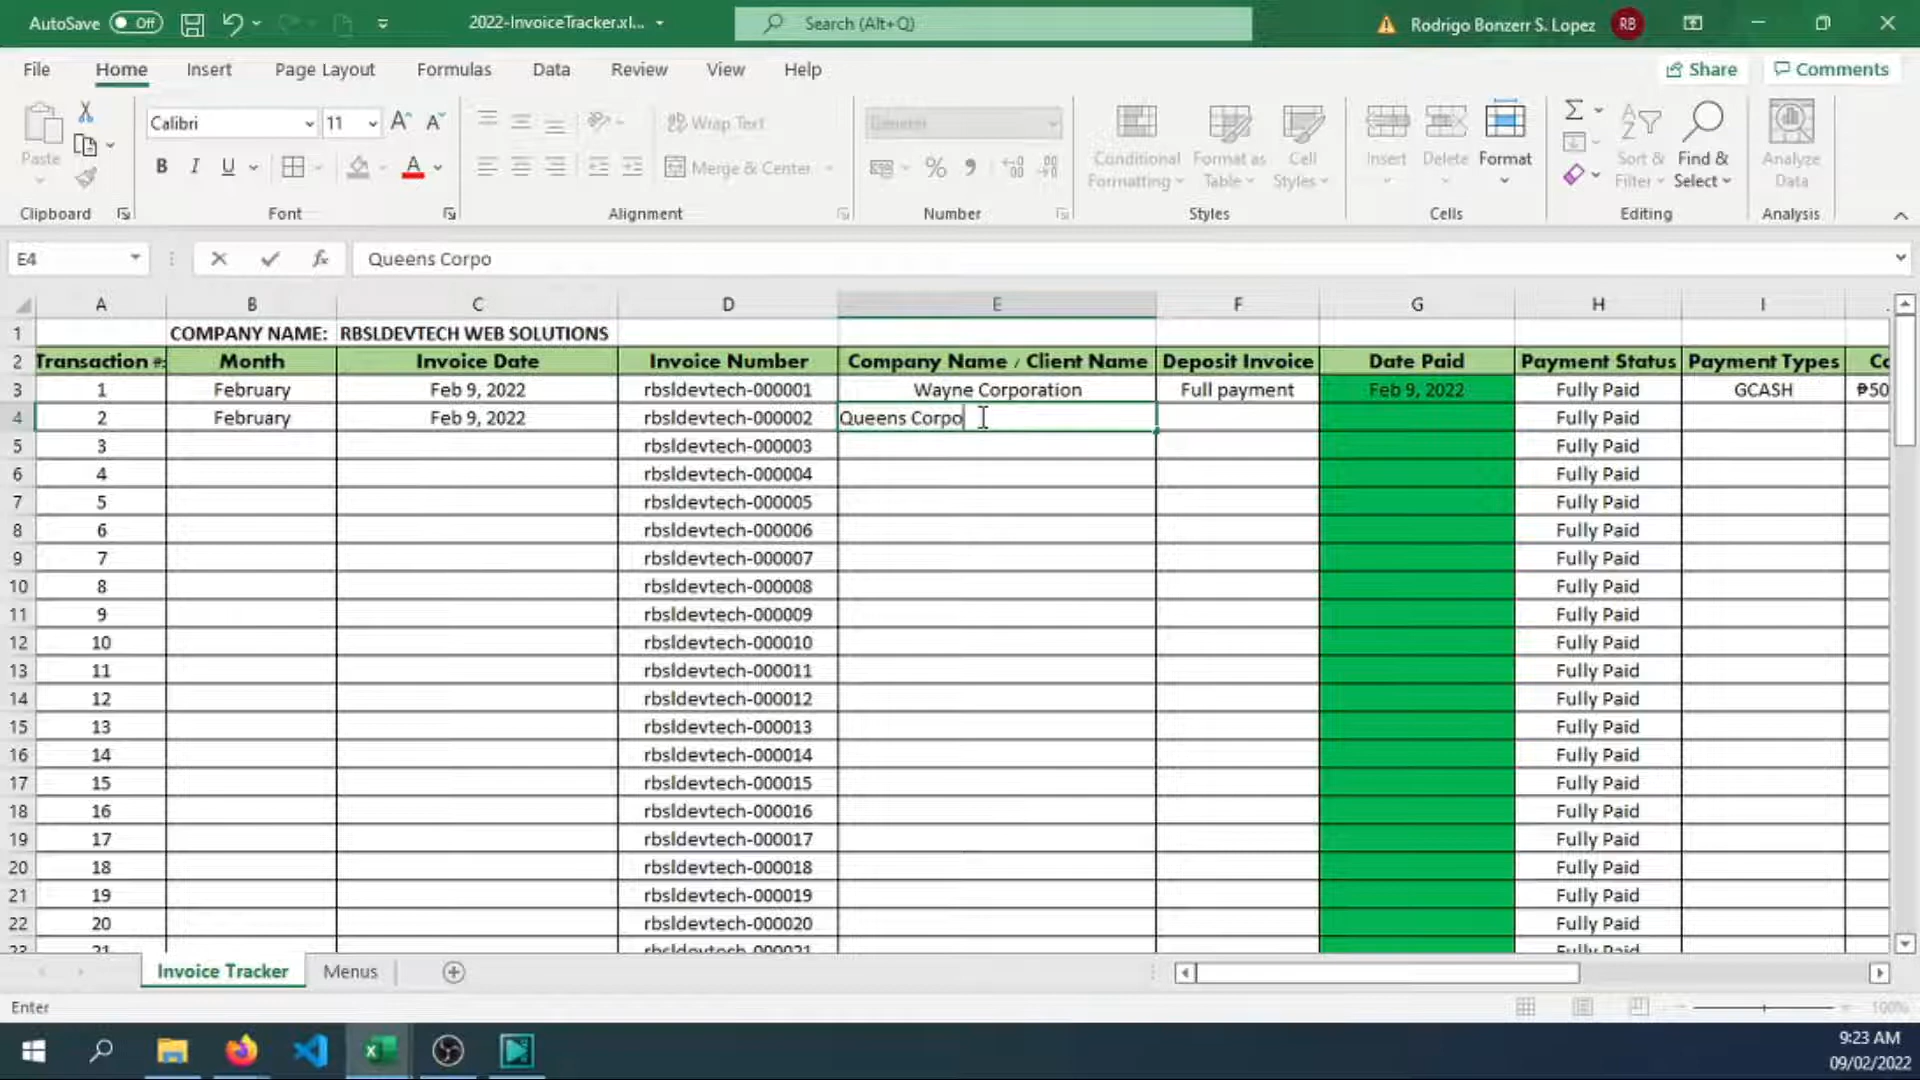 AutoSave Off 2022-InvoiceTracker.xl... Search (Alt+Q) Rodrigo Bonzerr S. Lopez RB
File Home Insert Page Layout Formulas Data Review View Help Share Comments
Calibri 11 Wrap Text General
Paste B I U Merge & Center % Conditional Formatting Format as Table Cell Styles Insert Delete Format Sort & Filter Find & Select Analyze Data
Clipboard Font Alignment Number Styles Cells Editing Analysis
E4 fx Queens Corpo
A B C D E F G H I
1 COMPANY NAME: RBSLDEVTECH WEB SOLUTIONS
2 Transaction #: Month Invoice Date Invoice Number Company Name / Client Name Deposit Invoice Date Paid Payment Status Payment Types Co
3 1 February Feb 9, 2022 rbsldevtech-000001 Wayne Corporation Full payment Feb 9, 2022 Fully Paid GCASH ₱50
4 2 February Feb 9, 2022 rbsldevtech-000002 Queens Corpo Fully Paid
5 3 rbsldevtech-000003 Fully Paid
6 4 rbsldevtech-000004 Fully Paid
7 5 rbsldevtech-000005 Fully Paid
8 6 rbsldevtech-000006 Fully Paid
9 7 rbsldevtech-000007 Fully Paid
10 8 rbsldevtech-000008 Fully Paid
11 9 rbsldevtech-000009 Fully Paid
12 10 rbsldevtech-000010 Fully Paid
13 11 rbsldevtech-000011 Fully Paid
14 12 rbsldevtech-000012 Fully Paid
15 13 rbsldevtech-000013 Fully Paid
16 14 rbsldevtech-000014 Fully Paid
17 15 rbsldevtech-000015 Fully Paid
18 16 rbsldevtech-000016 Fully Paid
19 17 rbsldevtech-000017 Fully Paid
20 18 rbsldevtech-000018 Fully Paid
21 19 rbsldevtech-000019 Fully Paid
22 20 rbsldevtech-000020 Fully Paid
23 21 rbsldevtech-000021 Fully Paid
Invoice Tracker Menus
Enter 100%
9:23 AM
09/02/2022